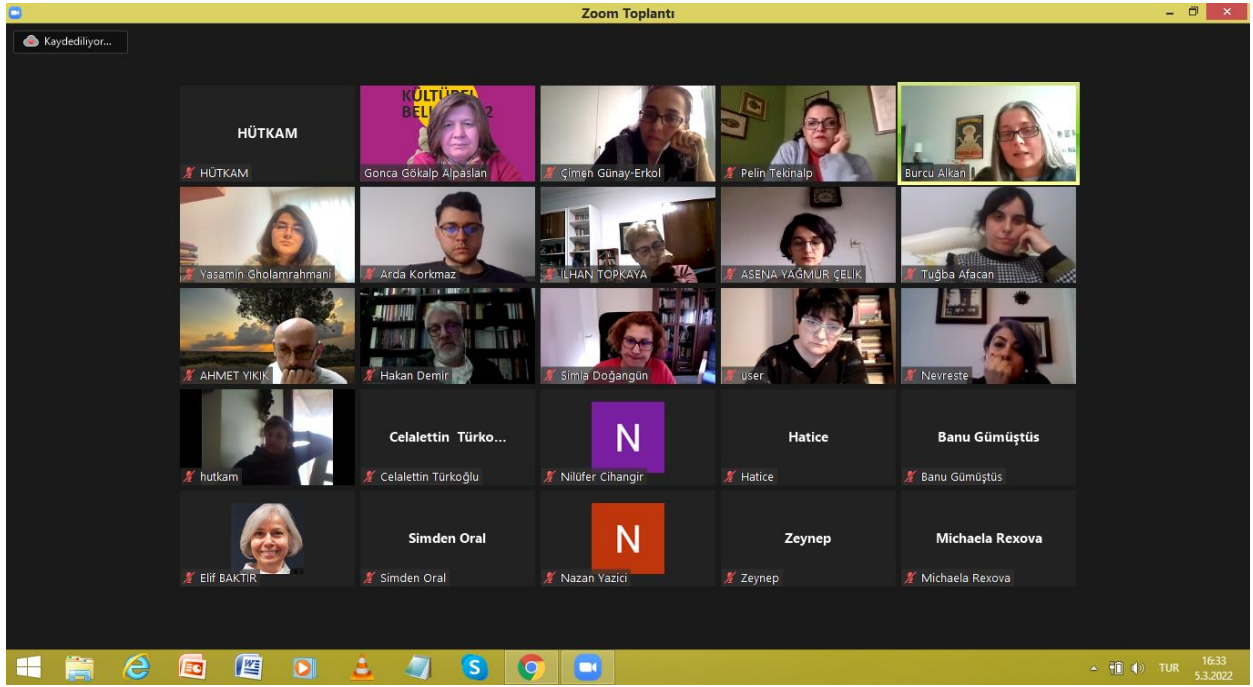 Zoom Toplantı
Kaydediliyor...
HÜTKAM
HÜTKAM
KÜLTÜREL
BEL 2
Gonca Gökalp Alpaslan
Çimen Günay-Erkol
Pelin Tekinalp
Burcu Alkan
Yasamin Gholamrahmani
Arda Korkmaz
İLHAN TOPKAYA
ASENA YAĞMUR ÇELİK
Tuğba Afacan
AHMET YIKIK
Hakan Demir
Simla Doğangün
user
Nevreste
hutkam
Celalettin Türko...
Celalettin Türkoğlu
N
Nilüfer Cihangir
Hatice
Hatice
Banu Gümüştüs
Banu Gümüştüs
Elif BAKTIR
Simden Oral
Simden Oral
N
Nazan Yazici
Zeynep
Zeynep
Michaela Rexova
Michaela Rexova
TUR
16:33
5.3.2022